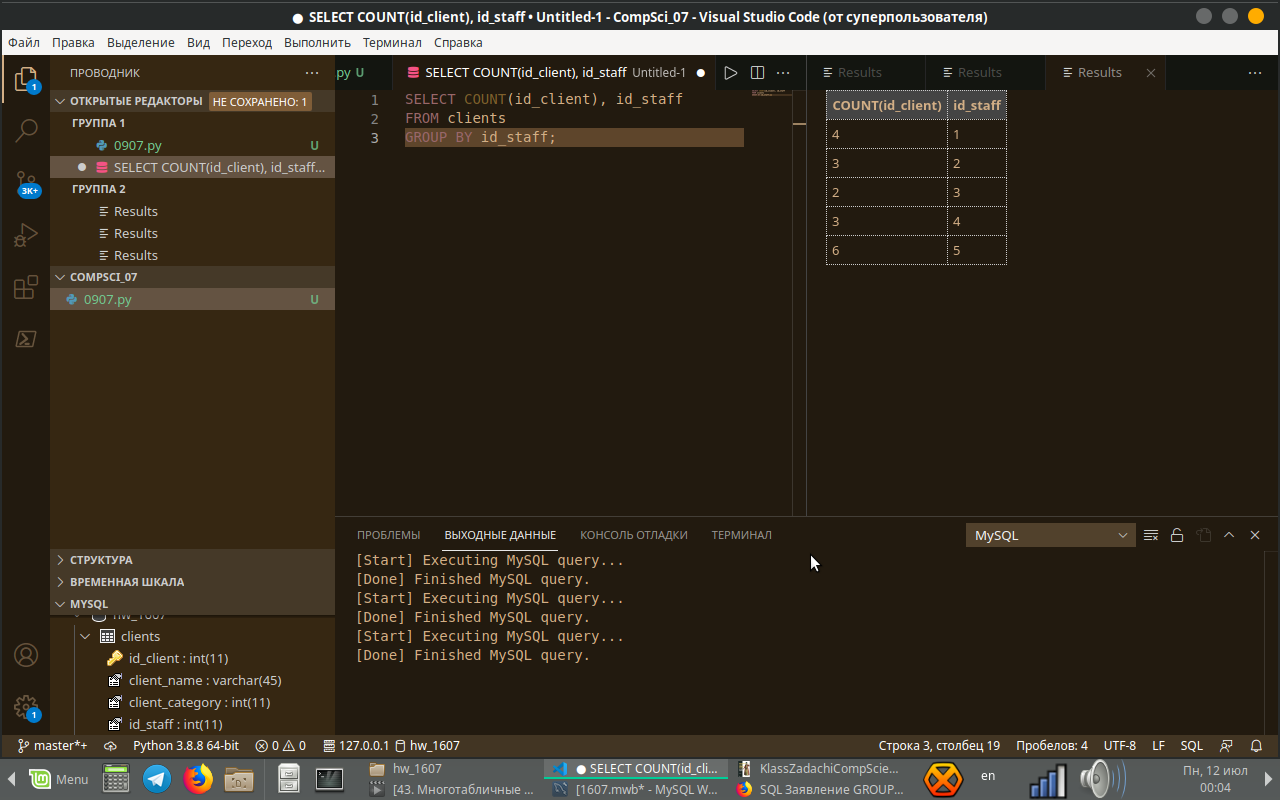 ● SELECT COUNT(id_client), id_staff • Untitled-1 - CompSci_07 - Visual Studio Code (от суперпользователя)
Файл Правка Выделение Вид Переход Выполнить Терминал Справка
ПРОВОДНИК ...
ОТКРЫТЫЕ РЕДАКТОРЫ НЕ СОХРАНЕНО: 1
ГРУППА 1
0907.py U
SELECT COUNT(id_client), id_staff...
ГРУППА 2
Results
Results
Results
COMPSCI_07
0907.py U
СТРУКТУРА
ВРЕМЕННАЯ ШКАЛА
MYSQL
hw_1607
clients
id_client : int(11)
client_name : varchar(45)
client_category : int(11)
id_staff : int(11)
1
3K+
1
.py U SELECT COUNT(id_client), id_staff Untitled-1 ●
1 SELECT COUNT(id_client), id_staff
2 FROM clients
3 GROUP BY id_staff;
Results Results Results
COUNT(id_client) id_staff
4 1
3 2
2 3
3 4
6 5
ПРОБЛЕМЫ ВЫХОДНЫЕ ДАННЫЕ КОНСОЛЬ ОТЛАДКИ ТЕРМИНАЛ MySQL
[Start] Executing MySQL query...
[Done] Finished MySQL query.
[Start] Executing MySQL query...
[Done] Finished MySQL query.
[Start] Executing MySQL query...
[Done] Finished MySQL query.
master*+ Python 3.8.8 64-bit 0 0 127.0.0.1 hw_1607 Строка 3, столбец 19 Пробелов: 4 UTF-8 LF SQL
Menu
hw_1607
[43. Многотабличные ...
● SELECT COUNT(id_cli...
[1607.mwb* - MySQL W...
KlassZadachiCompScie...
SQL Заявление GROUP...
en
Пн, 12 июл
00:04